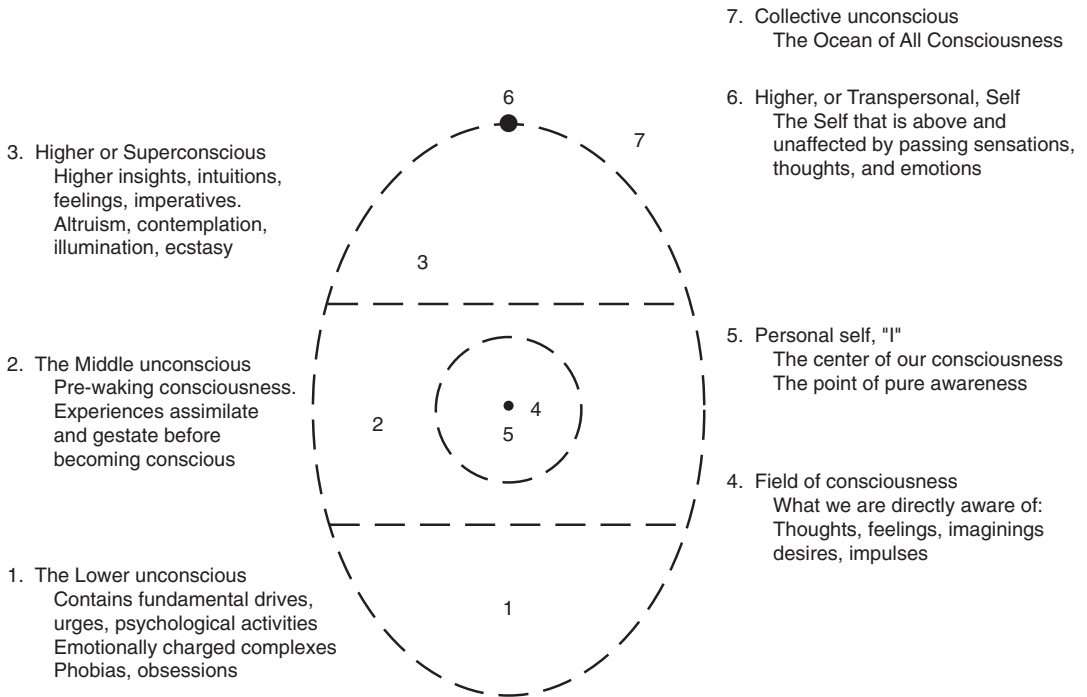 7. Collective unconscious
The Ocean of All Consciousness
6. Higher, or Transpersonal, Self
The Self that is above and
unaffected by passing sensations,
thoughts, and emotions
6
7
3. Higher or Superconscious
Higher insights, intuitions,
feelings, imperatives.
Altruism, contemplation,
illumination, ecstasy
3
5. Personal self, "I"
The center of our consciousness
The point of pure awareness
2. The Middle unconscious
Pre-waking consciousness.
Experiences assimilate
and gestate before
becoming conscious
2
4
5
4. Field of consciousness
What we are directly aware of:
Thoughts, feelings, imaginings
desires, impulses
1. The Lower unconscious
Contains fundamental drives,
urges, psychological activities
Emotionally charged complexes
Phobias, obsessions
1